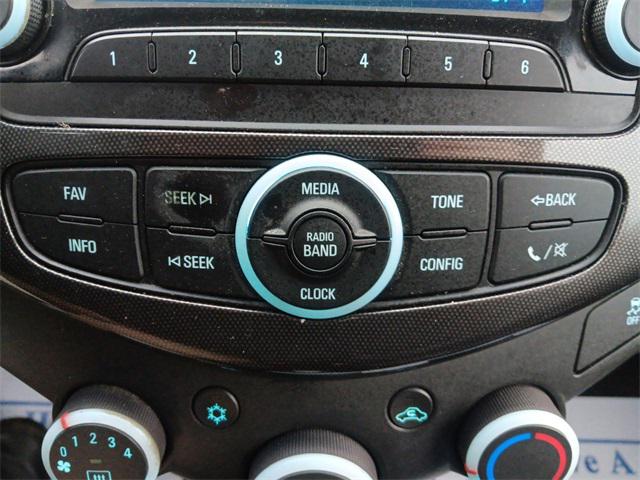 1 2 3 4 5 6
FAV SEEK MEDIA TONE BACK
INFO SEEK RADIO BAND CONFIG
CLOCK
OFF
0 1 2 3 4